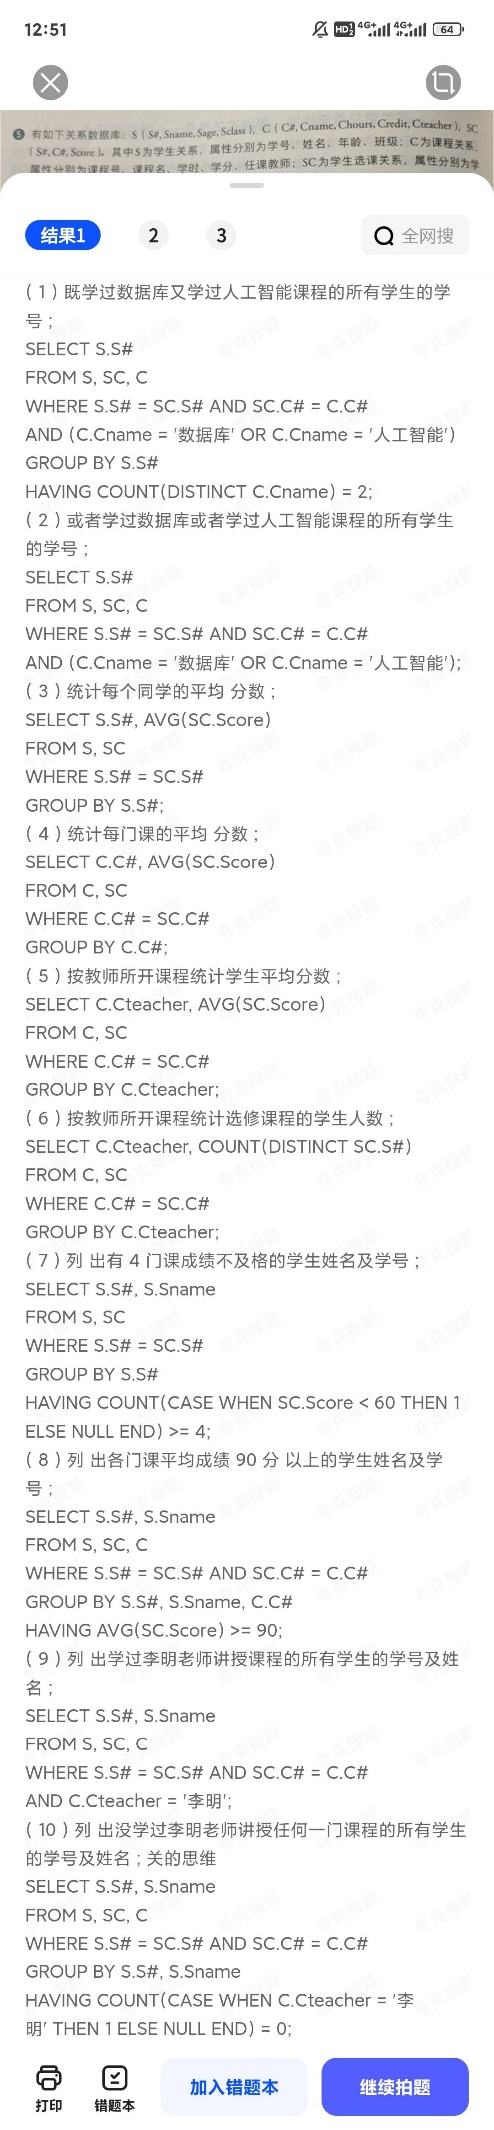 12:51
HD 4G+ 4G+ 64
5 有如下关系数据库: S ( S#, Sname, Sage, Sclass ), C ( C#, Cname, Chours, Credit, Cteacher ), SC
( S#, C#, Score )。其中S为学生关系, 属性分别为学号、姓名、年龄、班级; C为课程关系,
属性分别为课程号、课程名、学时、学分、任课教师; SC为学生选课关系, 属性分别为学
结果1 2 3 全网搜
( 1 ) 既学过数据库又学过人工智能课程的所有学生的学
号 ;
SELECT S.S#
FROM S, SC, C
WHERE S.S# = SC.S# AND SC.C# = C.C#
AND (C.Cname = '数据库' OR C.Cname = '人工智能')
GROUP BY S.S#
HAVING COUNT(DISTINCT C.Cname) = 2;
( 2 ) 或者学过数据库或者学过人工智能课程的所有学生
的学号 ;
SELECT S.S#
FROM S, SC, C
WHERE S.S# = SC.S# AND SC.C# = C.C#
AND (C.Cname = '数据库' OR C.Cname = '人工智能');
( 3 ) 统计每个同学的平均 分数 ;
SELECT S.S#, AVG(SC.Score)
FROM S, SC
WHERE S.S# = SC.S#
GROUP BY S.S#;
( 4 ) 统计每门课的平均 分数 ;
SELECT C.C#, AVG(SC.Score)
FROM C, SC
WHERE C.C# = SC.C#
GROUP BY C.C#;
( 5 ) 按教师所开课程统计学生平均分数 ;
SELECT C.Cteacher, AVG(SC.Score)
FROM C, SC
WHERE C.C# = SC.C#
GROUP BY C.Cteacher;
( 6 ) 按教师所开课程统计选修课程的学生人数 ;
SELECT C.Cteacher, COUNT(DISTINCT SC.S#)
FROM C, SC
WHERE C.C# = SC.C#
GROUP BY C.Cteacher;
( 7 ) 列 出有 4 门课成绩不及格的学生姓名及学号 ;
SELECT S.S#, S.Sname
FROM S, SC
WHERE S.S# = SC.S#
GROUP BY S.S#
HAVING COUNT(CASE WHEN SC.Score < 60 THEN 1
ELSE NULL END) >= 4;
( 8 ) 列 出各门课平均成绩 90 分 以上的学生姓名及学
号 ;
SELECT S.S#, S.Sname
FROM S, SC, C
WHERE S.S# = SC.S# AND SC.C# = C.C#
GROUP BY S.S#, S.Sname, C.C#
HAVING AVG(SC.Score) >= 90;
( 9 ) 列 出学过李明老师讲授课程的所有学生的学号及姓
名 ;
SELECT S.S#, S.Sname
FROM S, SC, C
WHERE S.S# = SC.S# AND SC.C# = C.C#
AND C.Cteacher = '李明';
( 10 ) 列 出没学过李明老师讲授任何一门课程的所有学生
的学号及姓名 ; 关的思维
SELECT S.S#, S.Sname
FROM S, SC, C
WHERE S.S# = SC.S# AND SC.C# = C.C#
GROUP BY S.S#, S.Sname
HAVING COUNT(CASE WHEN C.Cteacher = '李
明' THEN 1 ELSE NULL END) = 0;
打印 错题本 加入错题本 继续拍题